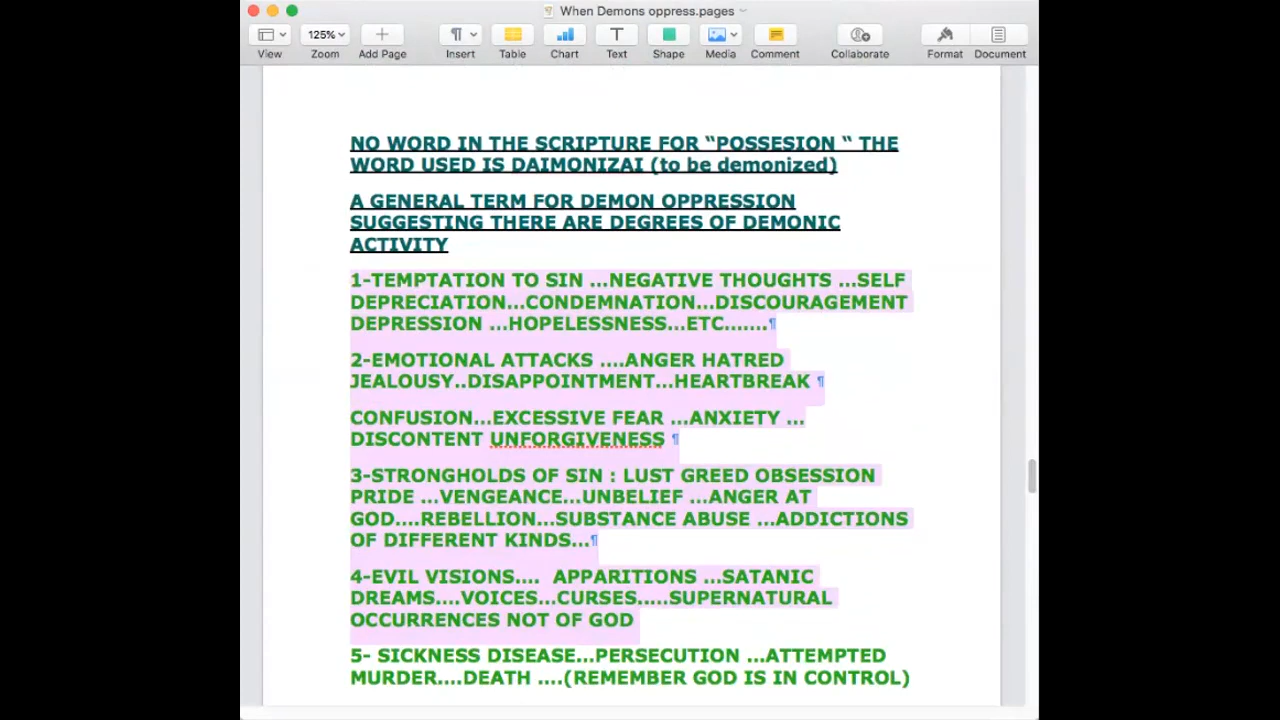 When Demons oppress.pages
125%
View Zoom Add Page Insert Table Chart Text Shape Media Comment Collaborate Format Document
NO WORD IN THE SCRIPTURE FOR “POSSESION “ THE
WORD USED IS DAIMONIZAI (to be demonized)
A GENERAL TERM FOR DEMON OPPRESSION
SUGGESTING THERE ARE DEGREES OF DEMONIC
ACTIVITY
1-TEMPTATION TO SIN ...NEGATIVE THOUGHTS ...SELF
DEPRECIATION...CONDEMNATION...DISCOURAGEMENT
DEPRESSION ...HOPELESSNESS...ETC.......¶
2-EMOTIONAL ATTACKS ....ANGER HATRED
JEALOUSY..DISAPPOINTMENT...HEARTBREAK ¶
CONFUSION...EXCESSIVE FEAR ...ANXIETY ...
DISCONTENT UNFORGIVENESS ¶
3-STRONGHOLDS OF SIN : LUST GREED OBSESSION
PRIDE ...VENGEANCE...UNBELIEF ...ANGER AT
GOD....REBELLION...SUBSTANCE ABUSE ...ADDICTIONS
OF DIFFERENT KINDS...¶
4-EVIL VISIONS.... APPARITIONS ...SATANIC
DREAMS....VOICES...CURSES.....SUPERNATURAL
OCCURRENCES NOT OF GOD
5- SICKNESS DISEASE...PERSECUTION ...ATTEMPTED
MURDER....DEATH ....(REMEMBER GOD IS IN CONTROL)